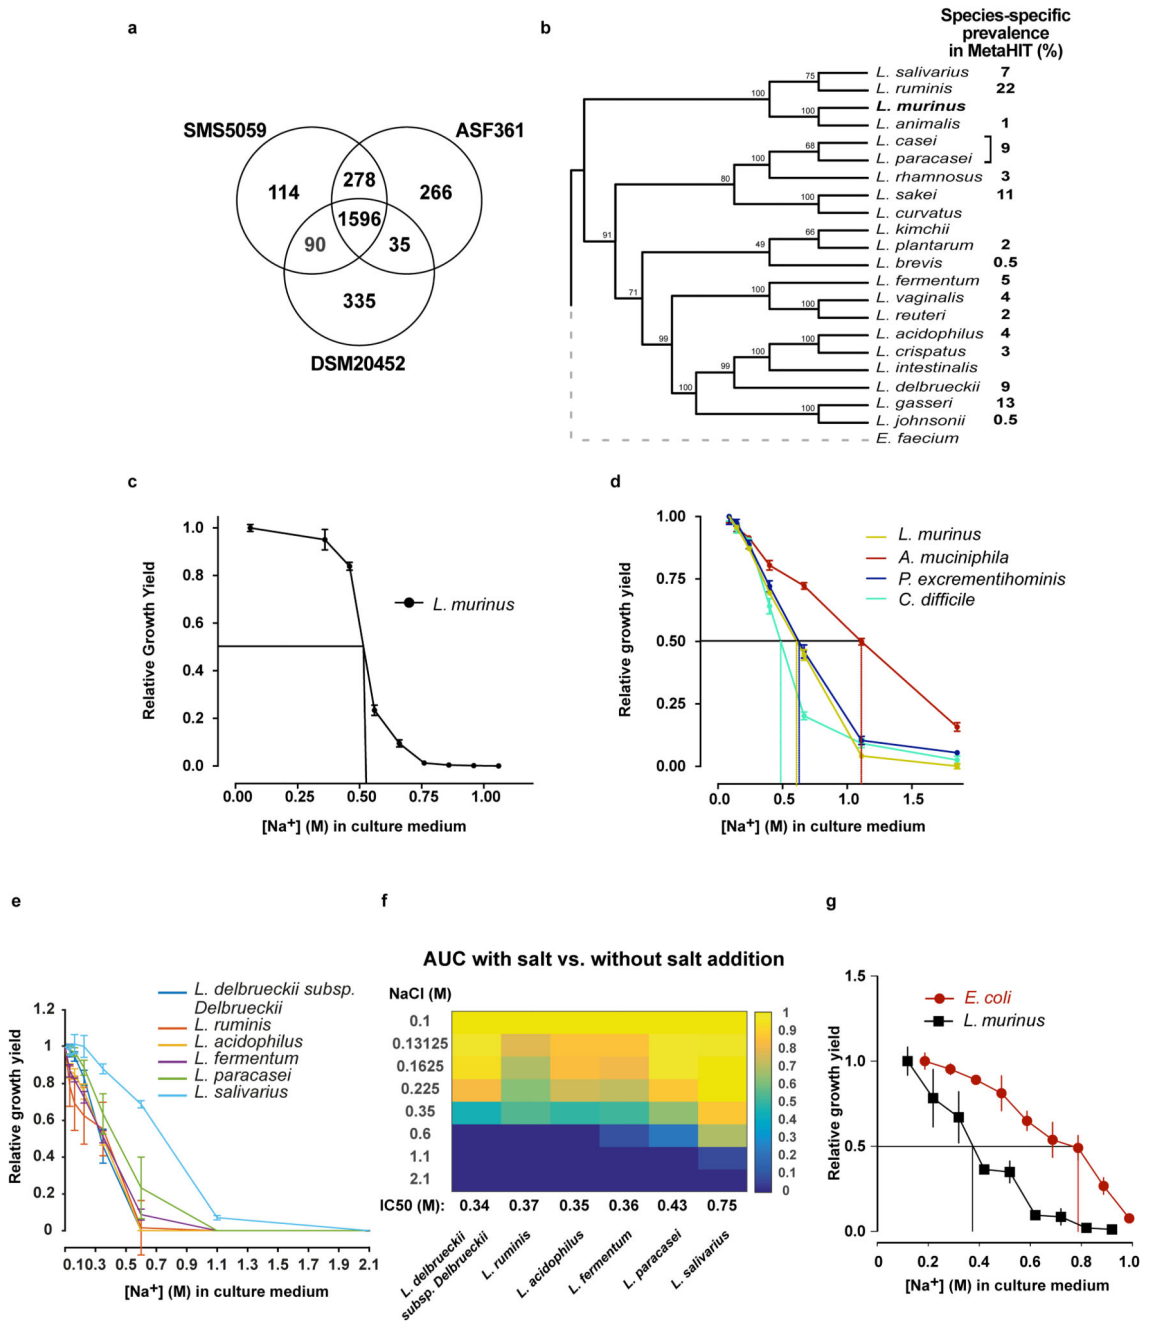 a
SMS5059
ASF361
114
278
266
1596
90
35
335
DSM20452
b
Species-specific
prevalence
in MetaHIT (%)
L. salivarius 7
L. ruminis 22
L. murinus
L. animalis 1
L. casei
L. paracasei
9
L. rhamnosus 3
L. sakei 11
L. curvatus
L. kimchii
L. plantarum 2
L. brevis 0.5
L. fermentum 5
L. vaginalis 4
L. reuteri 2
L. acidophilus 4
L. crispatus 3
L. intestinalis
L. delbrueckii 9
L. gasseri 13
L. johnsonii 0.5
E. faecium
75
100
100
68
100
80
100
91
66
49
71
100
100
99
100
100
99
100
100
c
Relative Growth Yield
1.0
0.8
0.6
0.4
0.2
0.0
L. murinus
0.00 0.25 0.50 0.75 1.00
[Na+] (M) in culture medium
d
Relative growth yield
1.00
0.75
0.50
0.25
0.00
L. murinus
A. muciniphila
P. excrementihominis
C. difficile
0.0 0.5 1.0 1.5
[Na+] (M) in culture medium
e
Relative growth yield
1.2
1
0.8
0.6
0.4
0.2
0
L. delbrueckii subsp.
Delbrueckii
L. ruminis
L. acidophilus
L. fermentum
L. paracasei
L. salivarius
0.1 0.3 0.5 0.7 0.9 1.1 1.3 1.5 1.7 1.9 2.1
[Na+] (M) in culture medium
f
AUC with salt vs. without salt addition
NaCl (M)
0.1
0.13125
0.1625
0.225
0.35
0.6
1.1
2.1
1
0.9
0.8
0.7
0.6
0.5
0.4
0.3
0.2
0.1
0
IC50 (M): 0.34 0.37 0.35 0.36 0.43 0.75
L. delbrueckii
subsp. Delbrueckii
L. ruminis
L. acidophilus
L. fermentum
L. paracasei
L. salivarius
g
Relative growth yield
1.5
1.0
0.5
0.0
E. coli
L. murinus
0 0.2 0.4 0.6 0.8 1.0
[Na+] (M) in culture medium